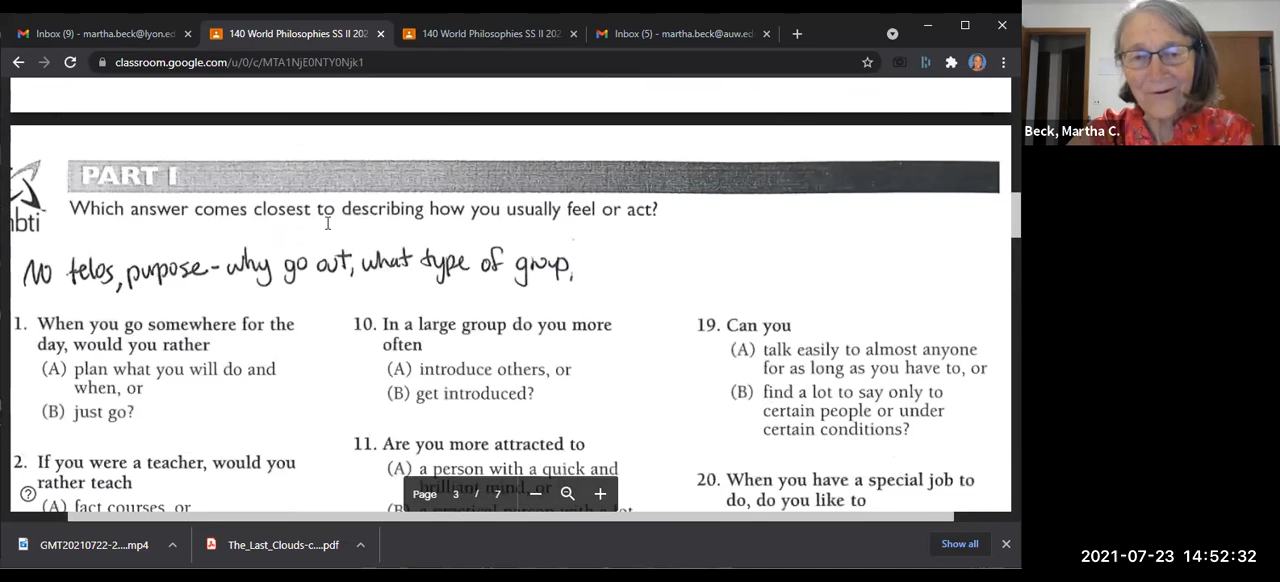 Inbox (9) - martha.beck@lyon.ed
140 World Philosophies SS II 202
140 World Philosophies SS II 202
Inbox (5) - martha.beck@auw.ed
classroom.google.com/u/0/c/MTA1NjE0NTY0Njk1
Beck, Martha C.
PART I
Which answer comes closest to describing how you usually feel or act?
No telos, purpose - why go out, what type of group,
1. When you go somewhere for the
day, would you rather
(A) plan what you will do and
when, or
(B) just go?
2. If you were a teacher, would you
rather teach
(A) fact courses, or
10. In a large group do you more
often
(A) introduce others, or
(B) get introduced?
11. Are you more attracted to
(A) a person with a quick and
brilliant mind, or
19. Can you
(A) talk easily to almost anyone
for as long as you have to, or
(B) find a lot to say only to
certain people or under
certain conditions?
20. When you have a special job to
do, do you like to
Page 3 / 7
GMT20210722-2....mp4
The_Last_Clouds-c....pdf
Show all
2021-07-23 14:52:32